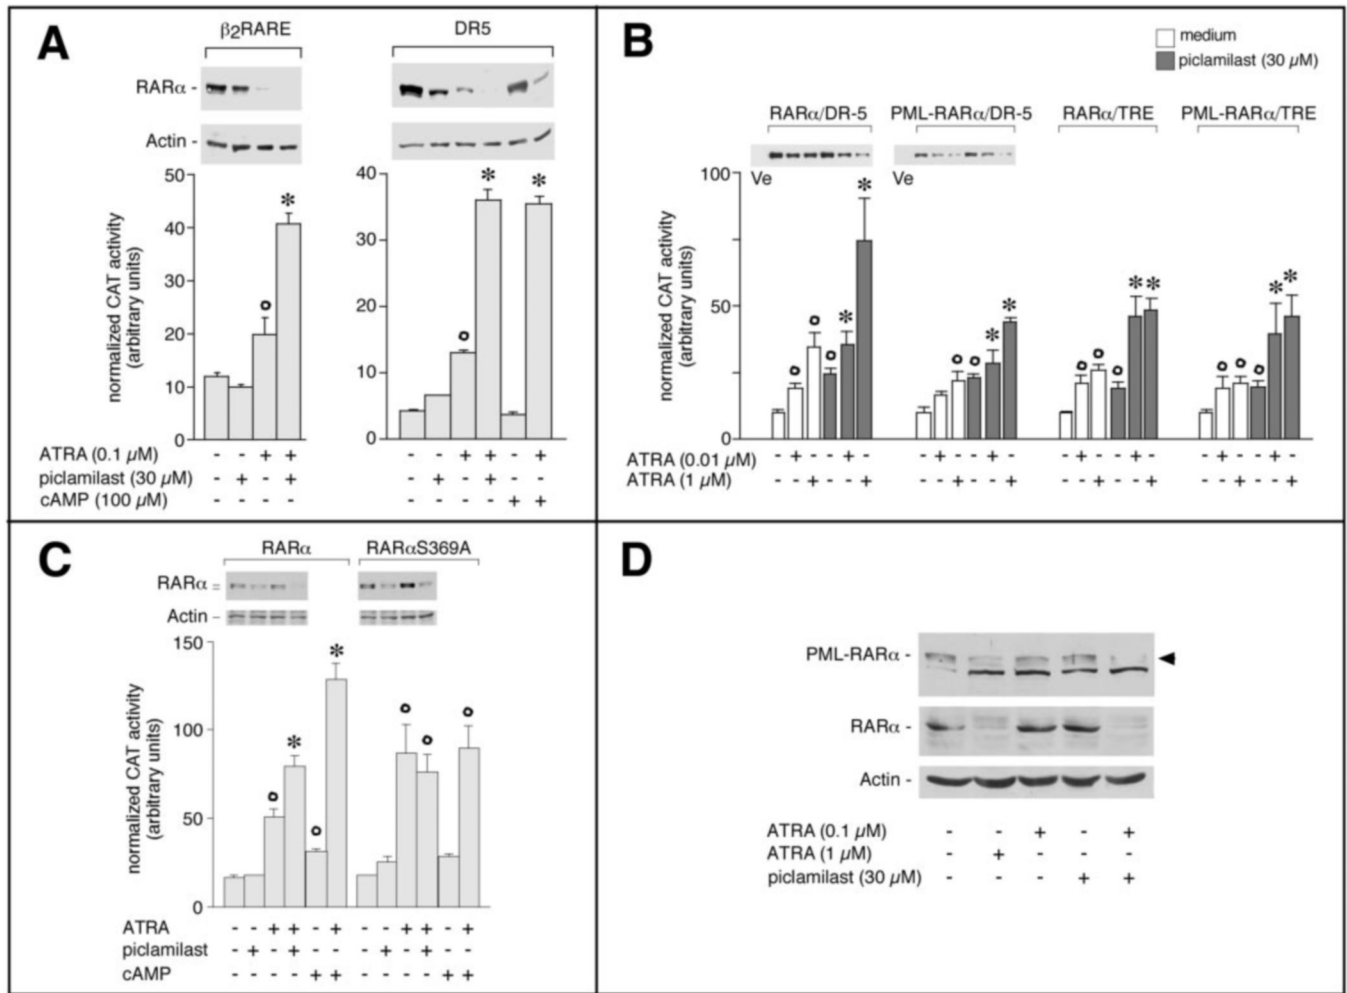 A
β2RARE
DR5
RARα -
Actin -
50
40
30
20
10
0
40
30
20
10
0
normalized CAT activity
(arbitrary units)
* * *
ATRA (0.1 µM) - - + + - - + + - +
piclamilast (30 µM) - + - + - + - + - -
cAMP (100 µM) - - - - - - - - + +
B
medium
piclamilast (30 µM)
RARα/DR-5 PML-RARα/DR-5 RARα/TRE PML-RARα/TRE
Ve Ve
100
50
0
normalized CAT activity
(arbitrary units)
* * * * * * * *
ATRA (0.01 µM) - + - - + - - + - - + - - + - - + - - + - - + -
ATRA (1 µM) - - + - - + - - + - - + - - + - - + - - + - - +
C
RARα RARαS369A
RARα
Actin -
150
100
50
0
normalized CAT activity
(arbitrary units)
* *
ATRA - - + + - + - - + + - +
piclamilast - + - + - - - + - + - -
cAMP - - - - + + - - - - + +
D
PML-RARα -
RARα -
Actin -
ATRA (0.1 µM) - - + - +
ATRA (1 µM) - + - - -
piclamilast (30 µM) - - - + +